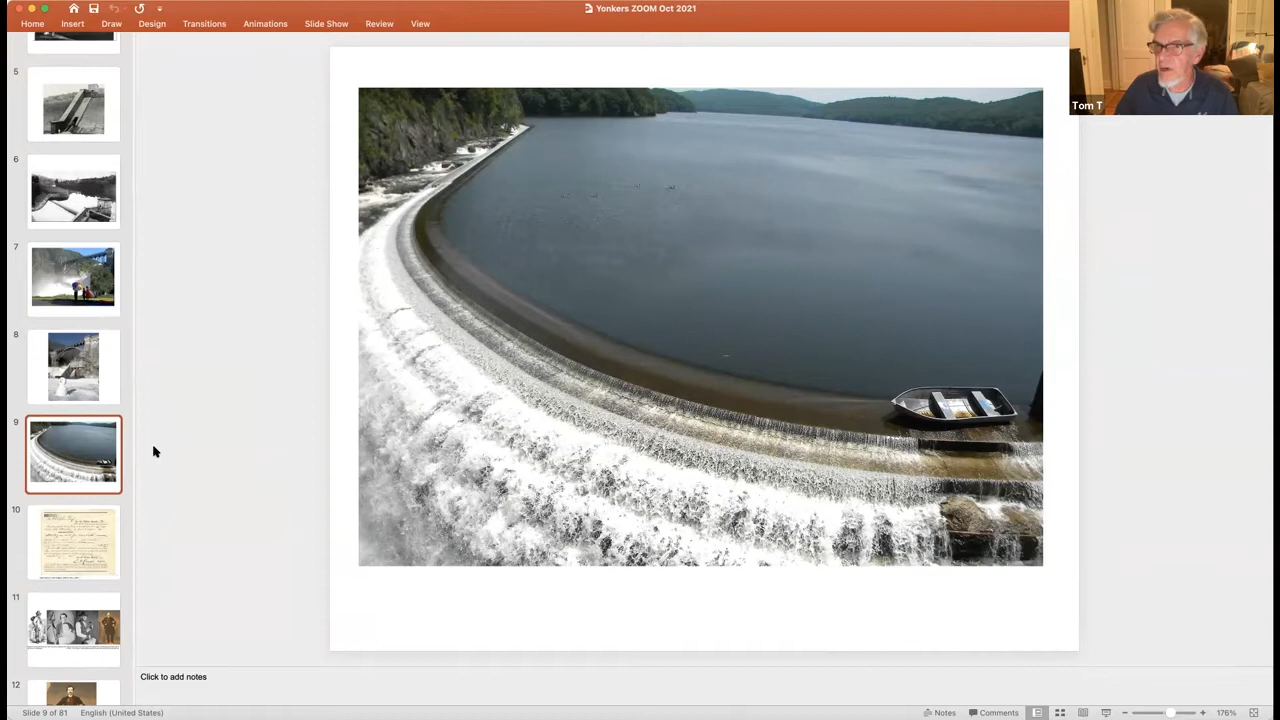 Yonkers ZOOM Oct 2021
Home Insert Draw Design Transitions Animations Slide Show Review View
Tom T
5
6
7
8
9
10
11
12
Click to add notes
Slide 9 of 81 English (United States) Notes Comments 176%